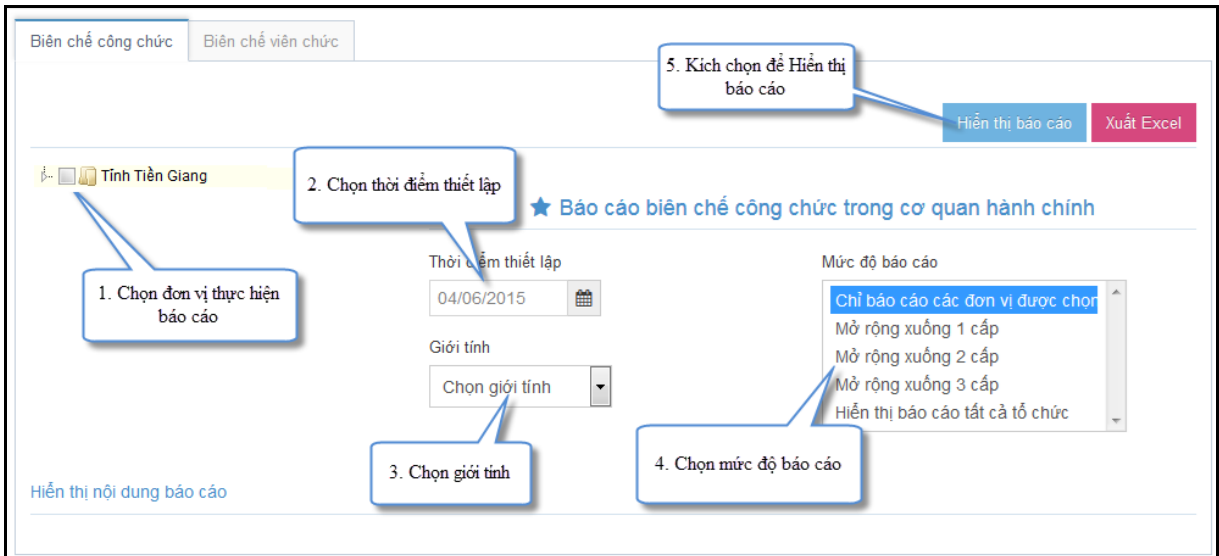 Biên chế công chức
Biên chế viên chức
5. Kích chọn để Hiển thị
báo cáo
Hiển thị báo cáo
Xuất Excel
Tỉnh Tiền Giang
2. Chọn thời điểm thiết lập
Báo cáo biên chế công chức trong cơ quan hành chính
1. Chọn đơn vị thực hiện
báo cáo
Thời điểm thiết lập
04/06/2015
Giới tính
Chọn giới tính
Mức độ báo cáo
Chỉ báo cáo các đơn vị được chọn
Mở rộng xuống 1 cấp
Mở rộng xuống 2 cấp
Mở rộng xuống 3 cấp
Hiển thị báo cáo tất cả tổ chức
3. Chọn giới tính
4. Chọn mức độ báo cáo
Hiển thị nội dung báo cáo